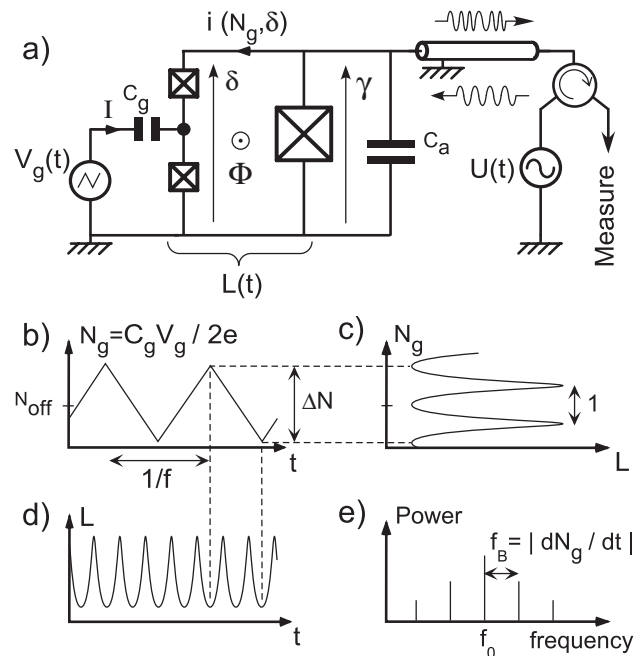 a)
i (N_g,δ)
I
C_g
V_g(t)
δ
Φ
γ
C_a
U(t)
Measure
L(t)
b)
N_g=C_gV_g / 2e
N_off
ΔN
1/f
t
c)
N_g
1
L
d)
L
t
e)
Power
f_B= | dN_g / dt |
f_0
frequency